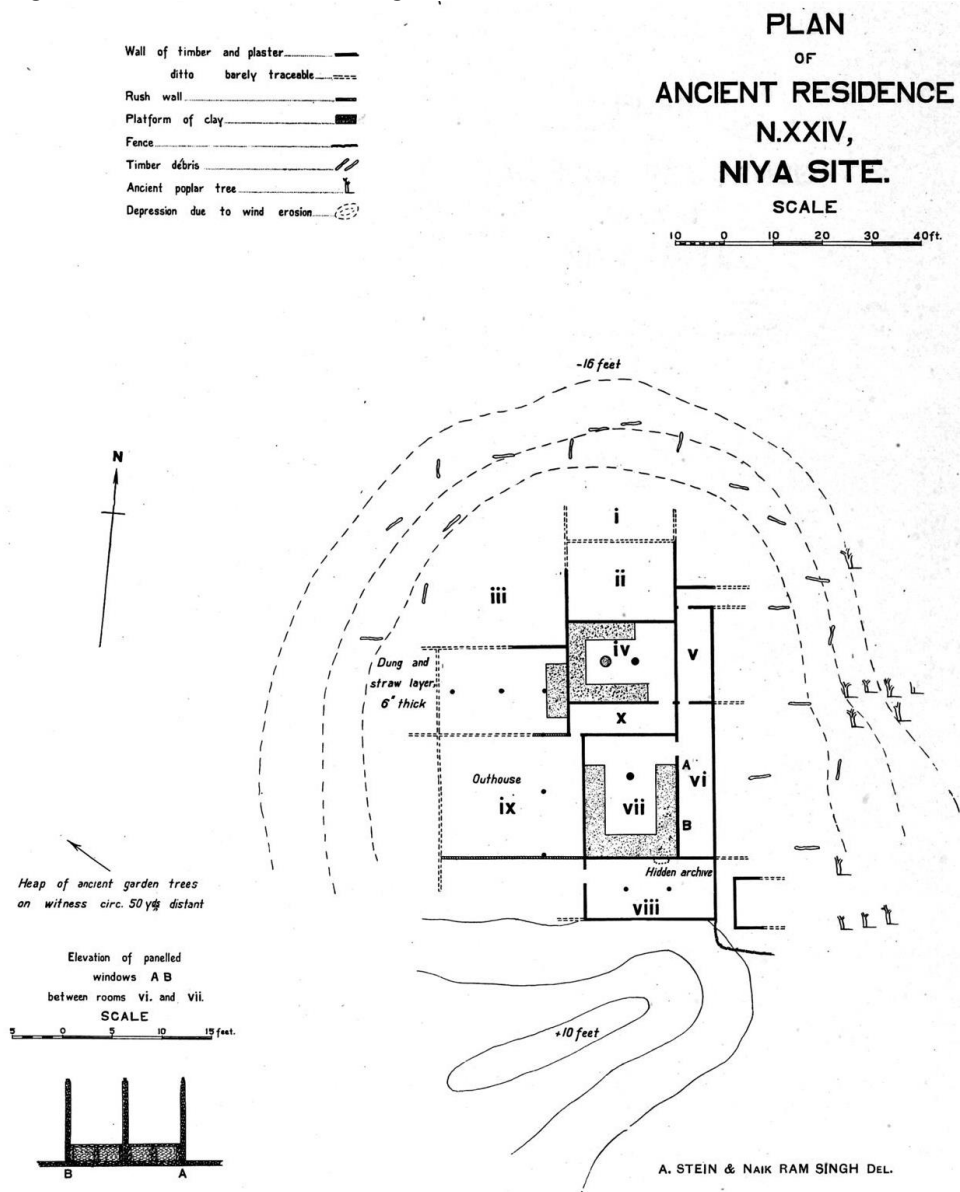 PLAN
OF
ANCIENT RESIDENCE
N.XXIV,
NIYA SITE.
SCALE
10 0 10 20 30 40ft.
Wall of timber and plaster
ditto barely traceable
Rush wall
Platform of clay
Fence
Timber débris
Ancient poplar tree
Depression due to wind erosion
-16 feet
N
i
ii
iii
iv
v
Dung and
straw layer,
6" thick
x
A
vi
Outhouse
ix
vii
B
Hidden archive
viii
Heap of ancient garden trees
on witness circ. 50 yds distant
Elevation of panelled
windows A B
between rooms vi. and vii.
SCALE
5 0 5 10 15 feet.
+10 feet
B A
A. STEIN & NAIK RAM SINGH DEL.